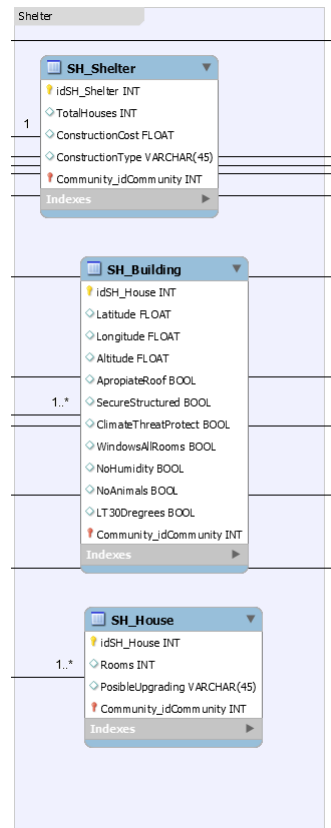 Shelter
SH_Shelter
idSH_Shelter INT
TotalHouses INT
1
ConstructionCost FLOAT
ConstructionType VARCHAR(45)
Community_idCommunity INT
Indexes
SH_Building
idSH_House INT
Latitude FLOAT
Longitude FLOAT
Altitude FLOAT
ApropiateRoof BOOL
1..*
SecureStructured BOOL
ClimateThreatProtect BOOL
WindowsAllRooms BOOL
NoHumidity BOOL
NoAnimals BOOL
LT30Dregrees BOOL
Community_idCommunity INT
Indexes
SH_House
idSH_House INT
1..*
Rooms INT
PosibleUpgrading VARCHAR(45)
Community_idCommunity INT
Indexes